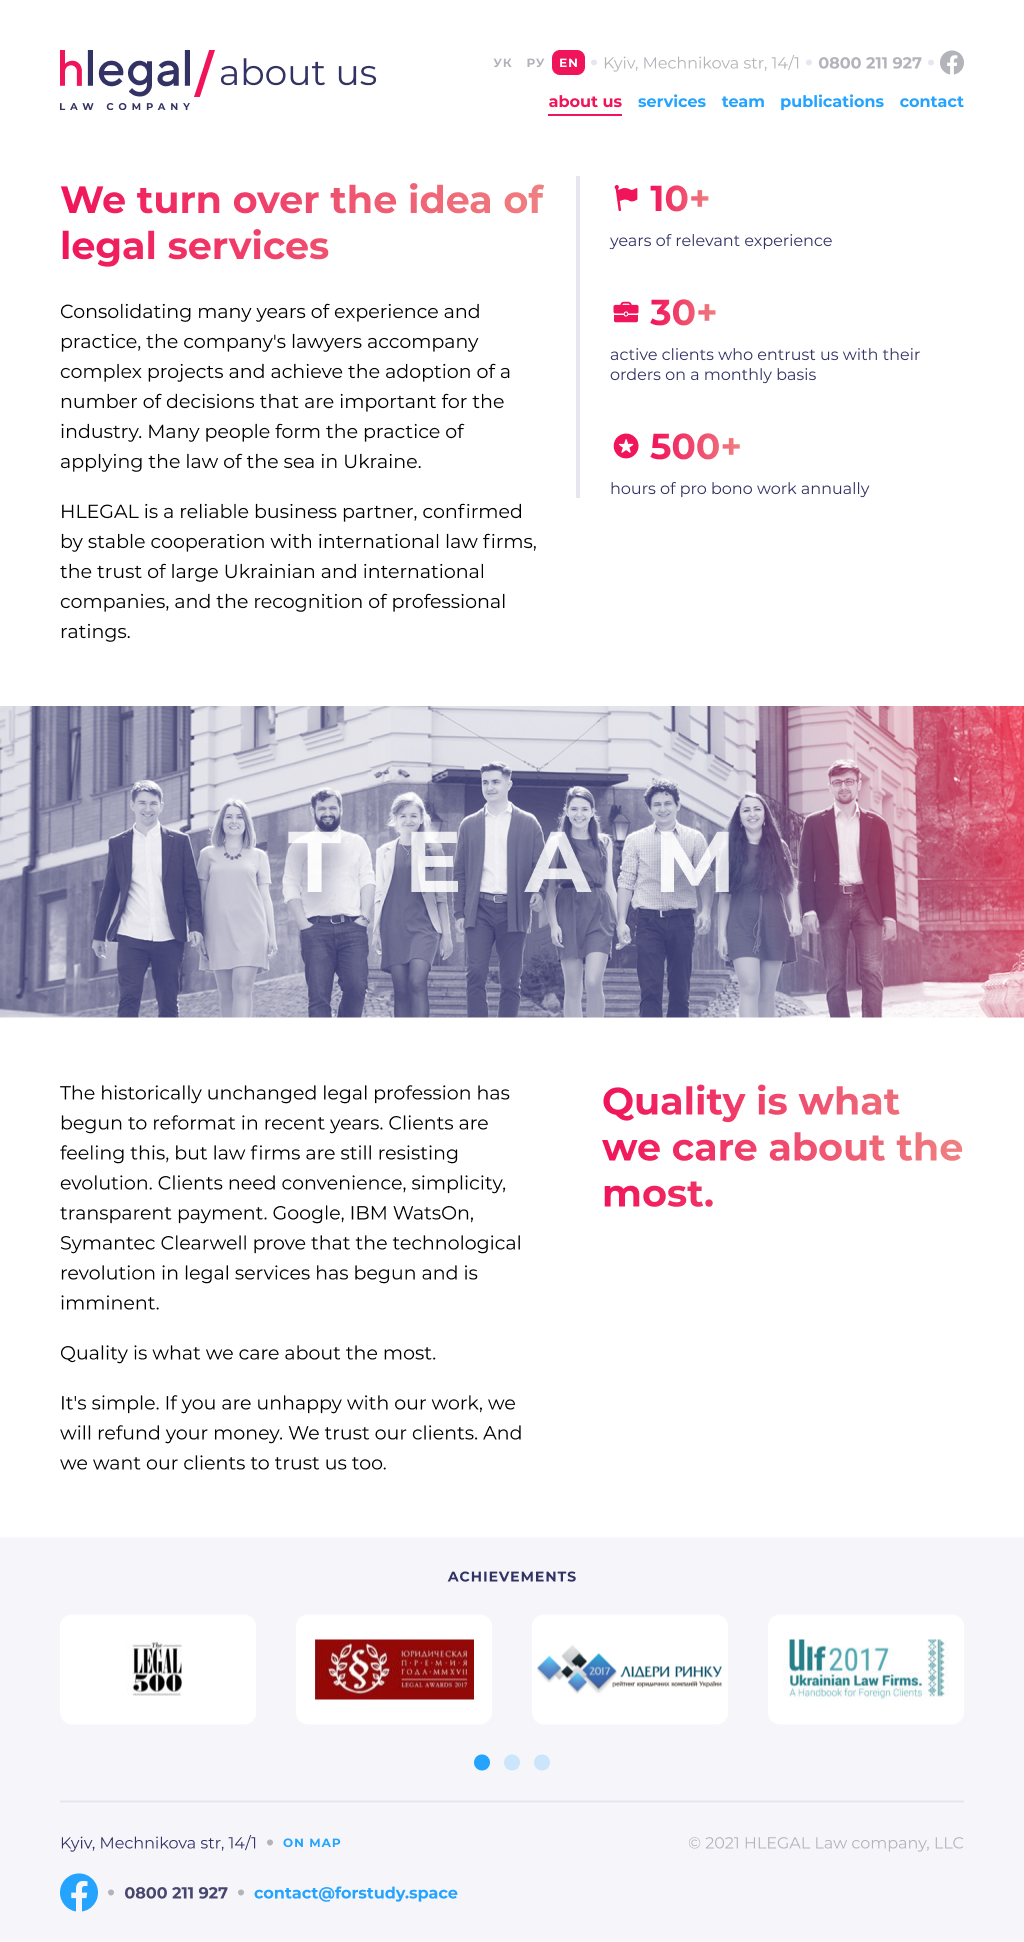 hlegal/about us
LAW COMPANY
УК РУ EN • Kyiv, Mechnikova str, 14/1 • 0800 211 927 •
about us services team publications contact
We turn over the idea of
legal services
Consolidating many years of experience and
practice, the company's lawyers accompany
complex projects and achieve the adoption of a
number of decisions that are important for the
industry. Many people form the practice of
applying the law of the sea in Ukraine.
HLEGAL is a reliable business partner, confirmed
by stable cooperation with international law firms,
the trust of large Ukrainian and international
companies, and the recognition of professional
ratings.
10+
years of relevant experience
30+
active clients who entrust us with their
orders on a monthly basis
500+
hours of pro bono work annually
TEAM
The historically unchanged legal profession has
begun to reformat in recent years. Clients are
feeling this, but law firms are still resisting
evolution. Clients need convenience, simplicity,
transparent payment. Google, IBM WatsOn,
Symantec Clearwell prove that the technological
revolution in legal services has begun and is
imminent.
Quality is what we care about the most.
It's simple. If you are unhappy with our work, we
will refund your money. We trust our clients. And
we want our clients to trust us too.
Quality is what
we care about the
most.
ACHIEVEMENTS
The
LEGAL
500
ЮРИДИЧЕСКАЯ
П·Р·Е·М·И·Я
ГОДА·MMXVII
LEGAL AWARDS 2017
2017 ЛІДЕРИ РИНКУ
рейтинг юридичних компаній України
Ulf 2017
Ukrainian Law Firms.
A Handbook for Foreign Clients
Kyiv, Mechnikova str, 14/1 • ON MAP
© 2021 HLEGAL Law company, LLC
• 0800 211 927 • contact@forstudy.space